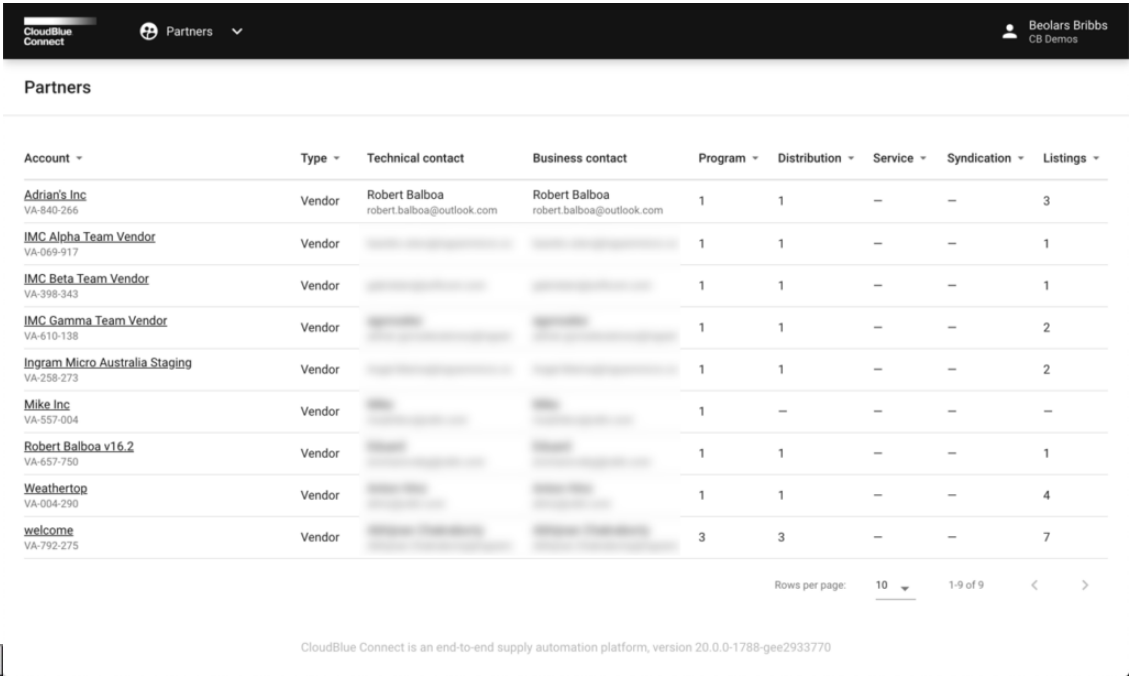 CloudBlue
Connect
Partners
Beolars Bribbs
CB Demos
Partners
Account Type Technical contact Business contact Program Distribution Service Syndication Listings
Adrian's Inc
VA-840-266
Vendor
Robert Balboa
robert.balboa@outlook.com
Robert Balboa
robert.balboa@outlook.com
1 1 – – 3
IMC Alpha Team Vendor
VA-069-917
Vendor 1 1 – – 1
IMC Beta Team Vendor
VA-398-343
Vendor 1 1 – – 1
IMC Gamma Team Vendor
VA-610-138
Vendor 1 1 – – 2
Ingram Micro Australia Staging
VA-258-273
Vendor 1 1 – – 2
Mike Inc
VA-557-004
Vendor 1 – – – –
Robert Balboa v16.2
VA-657-750
Vendor 1 1 – – 1
Weathertop
VA-004-290
Vendor 1 1 – – 4
welcome
VA-792-275
Vendor 3 3 – – 7
Rows per page: 10 1-9 of 9
CloudBlue Connect is an end-to-end supply automation platform, version 20.0.0-1788-gee2933770